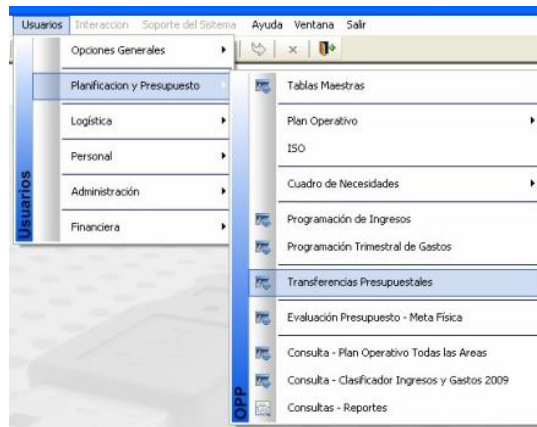 Usuarios Interaccion Soporte del Sistema Ayuda Ventana Salir
Opciones Generales
Planificacion y Presupuesto
Logística
Personal
Administración
Financiera
Usuarios
Tablas Maestras
Plan Operativo
ISO
Cuadro de Necesidades
Programación de Ingresos
Programación Trimestral de Gastos
Transferencias Presupuestales
Evaluación Presupuesto - Meta Física
Consulta - Plan Operativo Todas las Areas
Consulta - Clasificador Ingresos y Gastos 2009
Consultas - Reportes
OPP